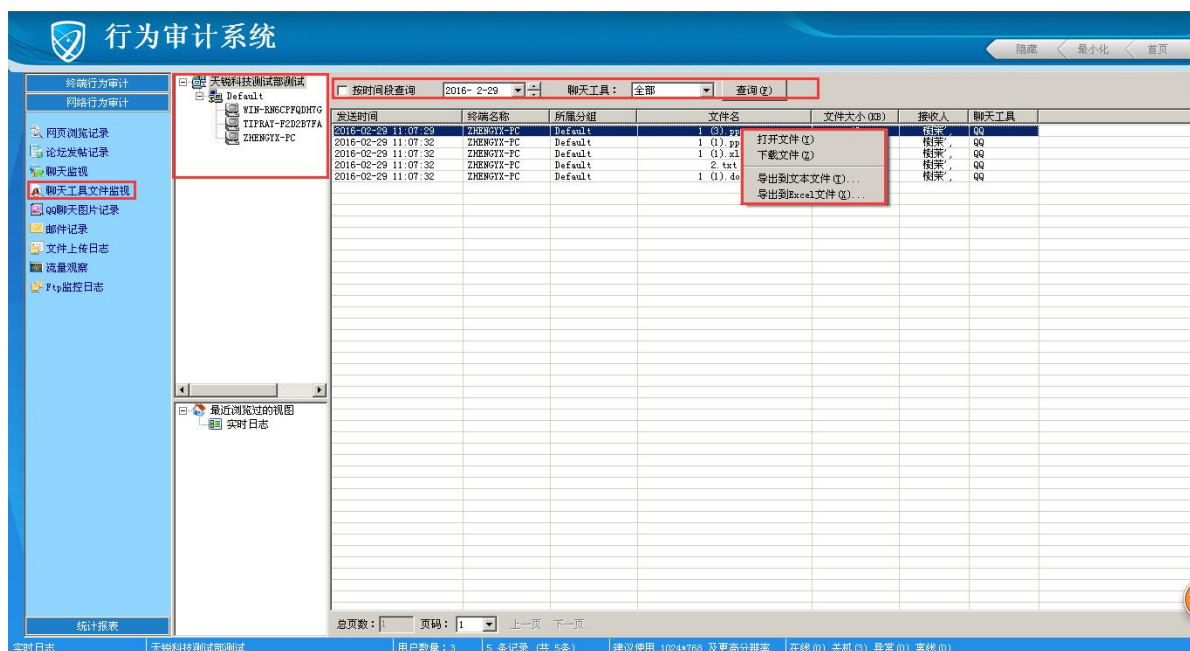 行为审计系统
隐藏 最小化 首页
终端行为审计
网络行为审计
网页浏览记录
论坛发帖记录
聊天监视
聊天工具文件监视
QQ聊天图片记录
邮件记录
文件上传日志
流量观察
Ftp监控日志
统计报表
天锐科技测试部测试
Default
WIN-RN6CPFQDH7G
TIPRAY-F2D2B7FA
ZHENGYX-PC
最近浏览过的视图
实时日志
按时间段查询 2016- 2-29 聊天工具： 全部 查询(F)
发送时间 终端名称 所属分组 文件名 文件大小(KB) 接收人 聊天工具
2016-02-29 11:07:29 ZHENGYX-PC Default 1 (3).pp QQ
2016-02-29 11:07:32 ZHENGYX-PC Default 1 (1).pp QQ
2016-02-29 11:07:32 ZHENGYX-PC Default 1 (1).xl QQ
2016-02-29 11:07:32 ZHENGYX-PC Default 2.txt QQ
2016-02-29 11:07:32 ZHENGYX-PC Default 1 (1).do QQ
打开文件(Y)
下载文件(Z)
导出到文本文件(T)...
导出到Excel文件(X)...
总页数： 1 页码： 1 上一页 下一页
实时日志 天锐科技测试部测试 用户数量：3 5 条记录（共 5条） 建议使用 1024*768 及更高分辨率 在线(0) 关机(3) 异常(0) 离线(0)